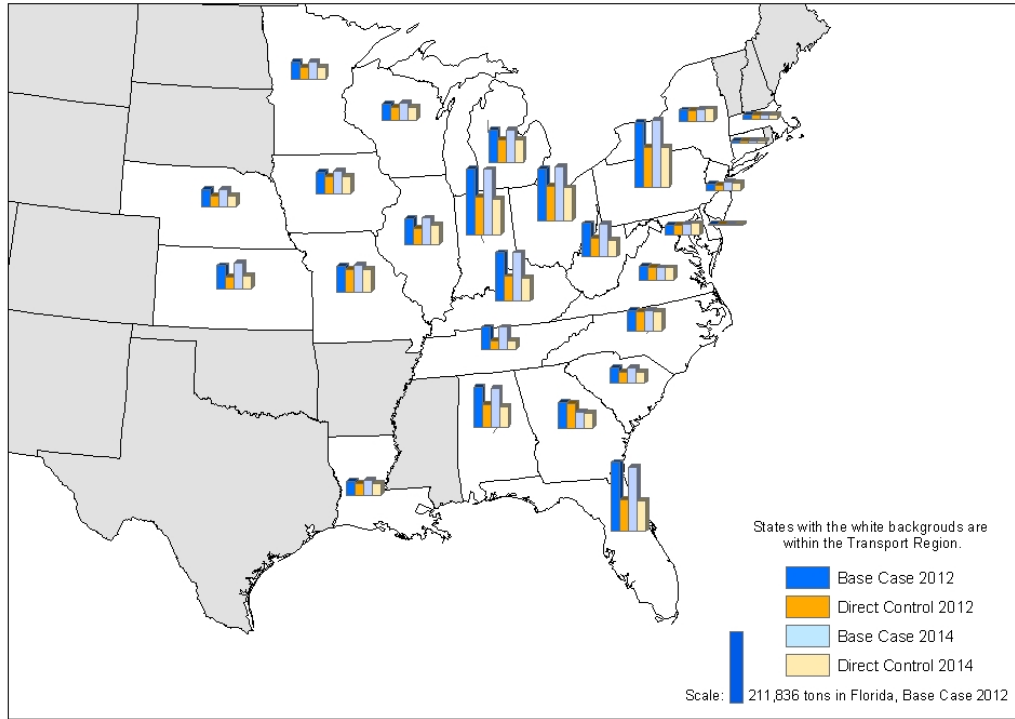 States with the white backgrouds are
within the Transport Region.
Base Case 2012
Direct Control 2012
Base Case 2014
Direct Control 2014
Scale: 211,836 tons in Florida, Base Case 2012